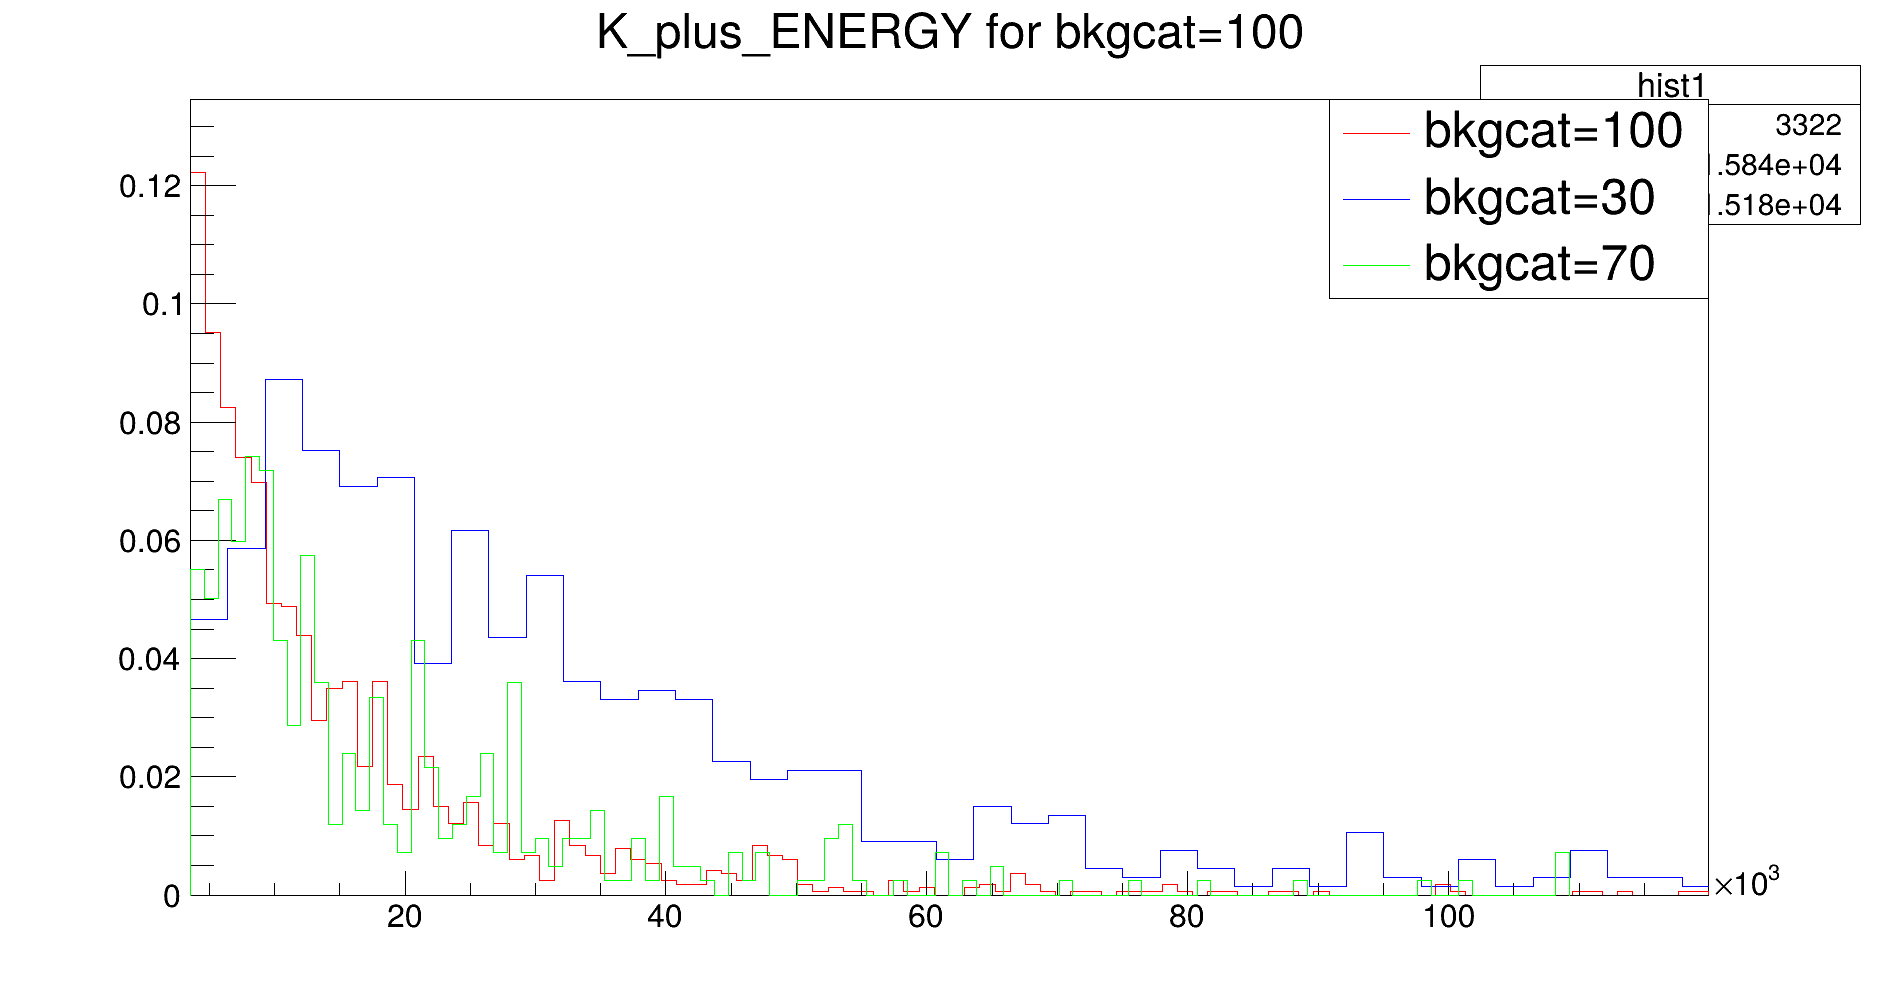 K_plus_ENERGY for bkgcat=100
hist1
3322
.584e+04
.518e+04
bkgcat=100
bkgcat=30
bkgcat=70
0.12
0.1
0.08
0.06
0.04
0.02
0
20
40
60
80
100
×10³